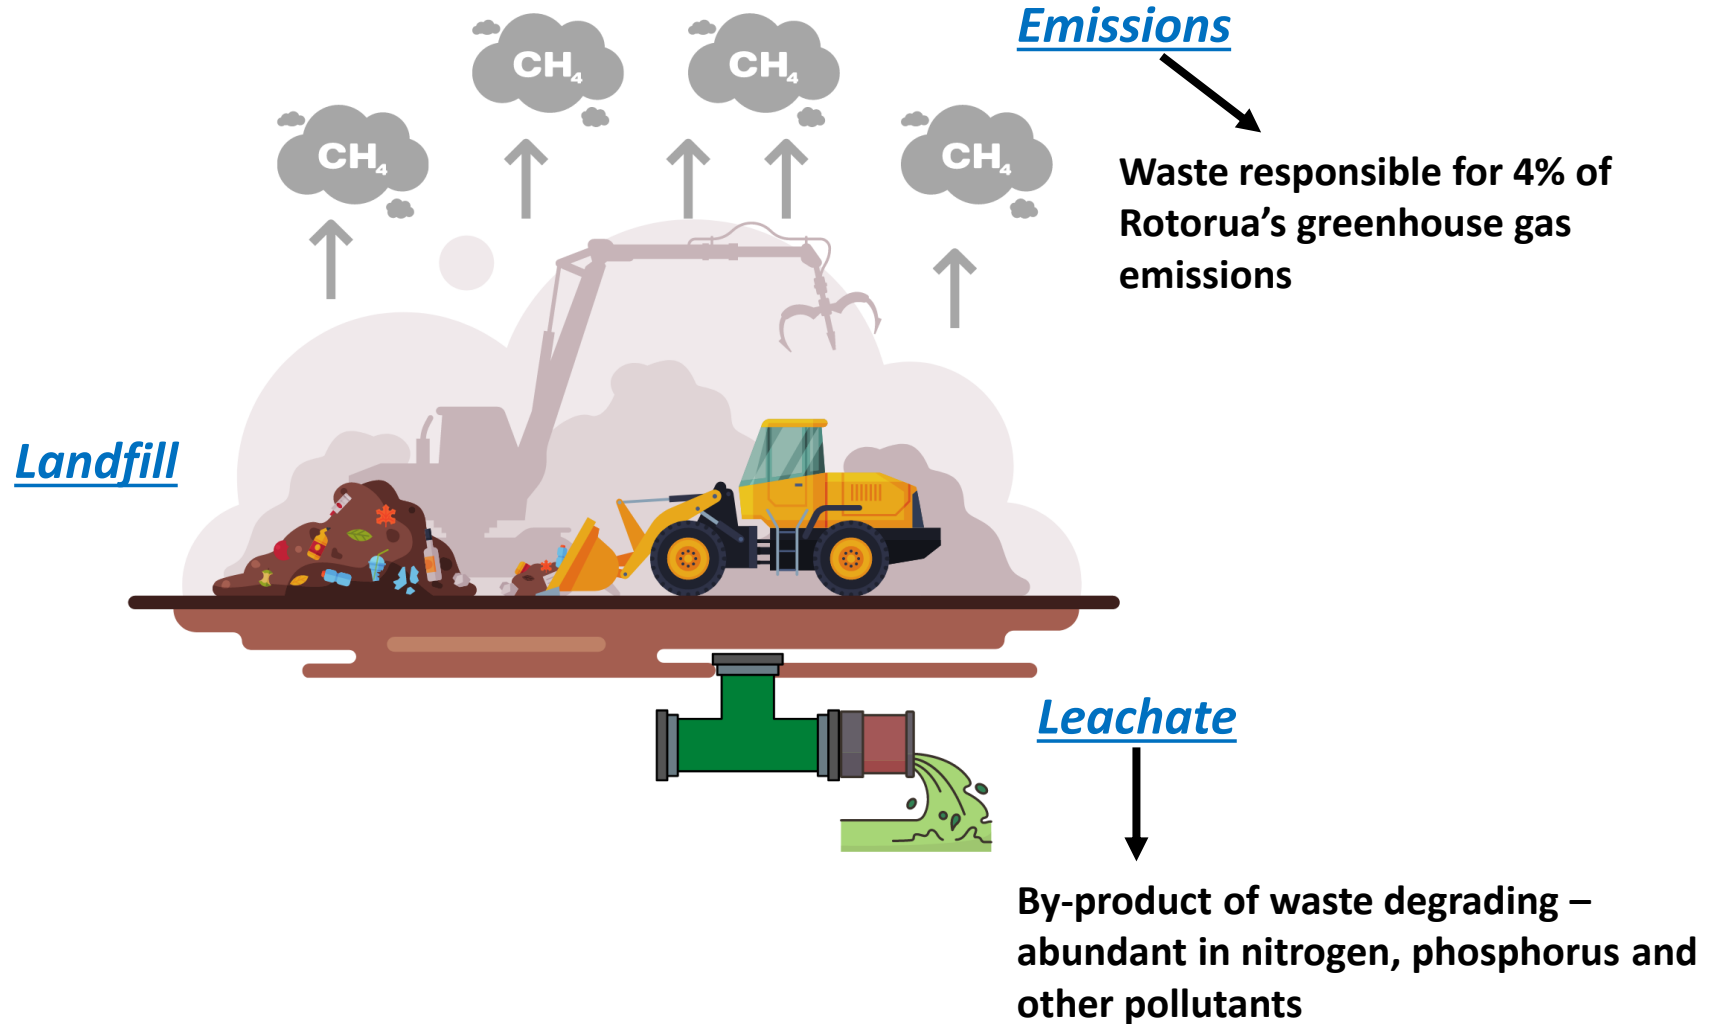 Emissions
CH₄
CH₄
CH₄
CH₄
Waste responsible for 4% of
Rotorua’s greenhouse gas
emissions
Landfill
Leachate
By-product of waste degrading –
abundant in nitrogen, phosphorus and
other pollutants